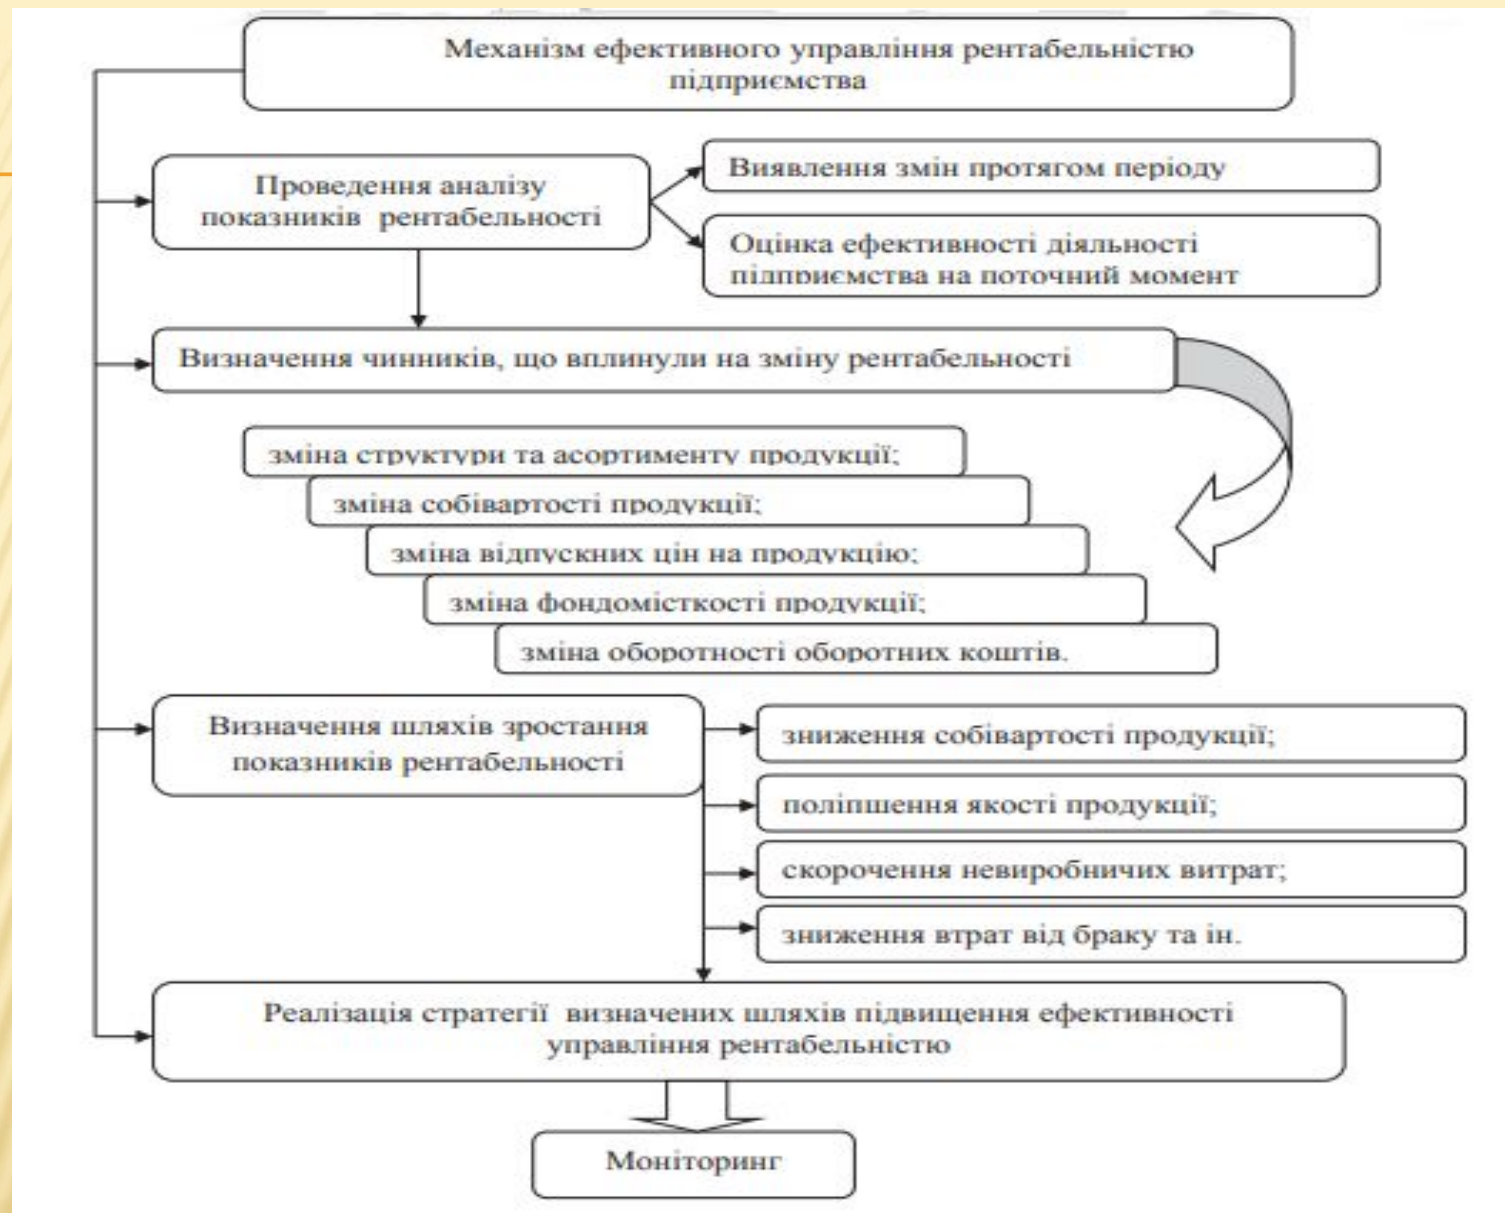 Механізм ефективного управління рентабельністю
підприємства
Проведення аналізу
показників рентабельності
Виявлення змін протягом періоду
Оцінка ефективності діяльності
підприємства на поточний момент
Визначення чинників, що вплинули на зміну рентабельності
зміна структури та асортименту продукції;
зміна собівартості продукції;
зміна відпускних цін на продукцію;
зміна фондомісткості продукції;
зміна оборотності оборотних коштів.
Визначення шляхів зростання
показників рентабельності
зниження собівартості продукції;
поліпшення якості продукції;
скорочення невиробничих витрат;
зниження втрат від браку та ін.
Реалізація стратегії визначених шляхів підвищення ефективності
управління рентабельністю
Моніторинг